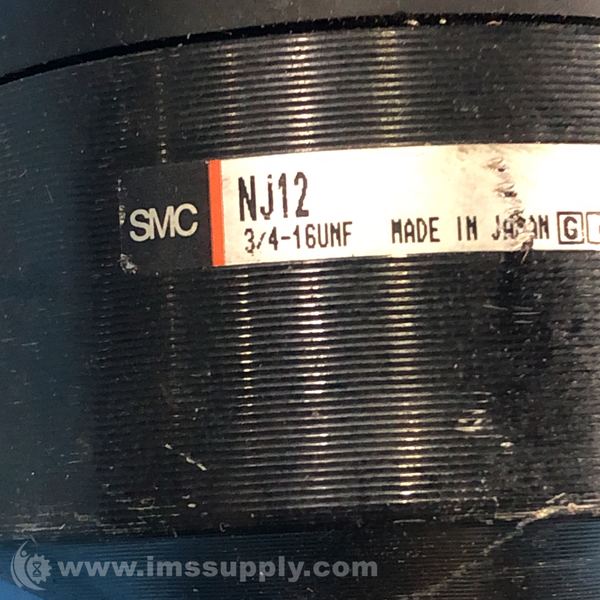 SMC
NJ12
3/4-16UNF MADE IN JAPAN G
www.imssupply.com